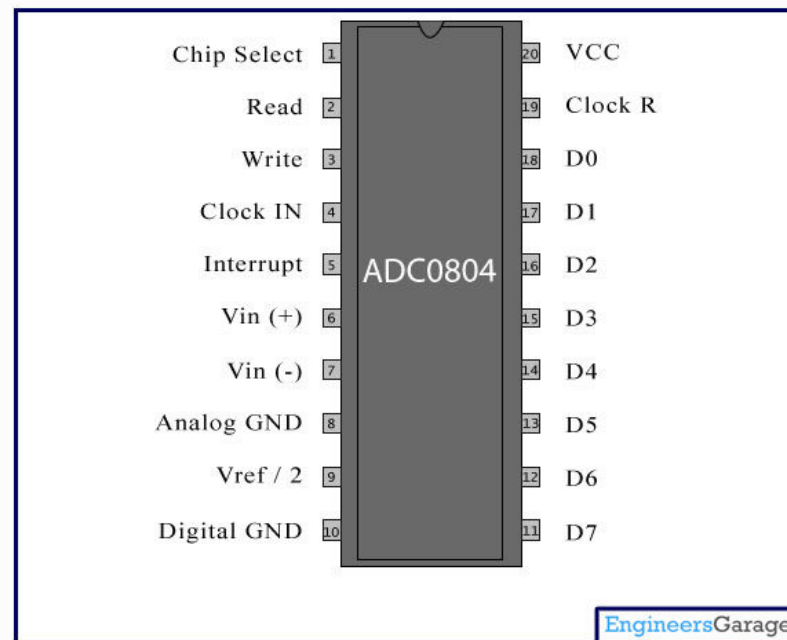 Chip Select 1 20 VCC
Read 2 19 Clock R
Write 3 18 D0
Clock IN 4 17 D1
Interrupt 5 16 D2
ADC0804
Vin (+) 6 15 D3
Vin (-) 7 14 D4
Analog GND 8 13 D5
Vref / 2 9 12 D6
Digital GND 10 11 D7
EngineersGarage